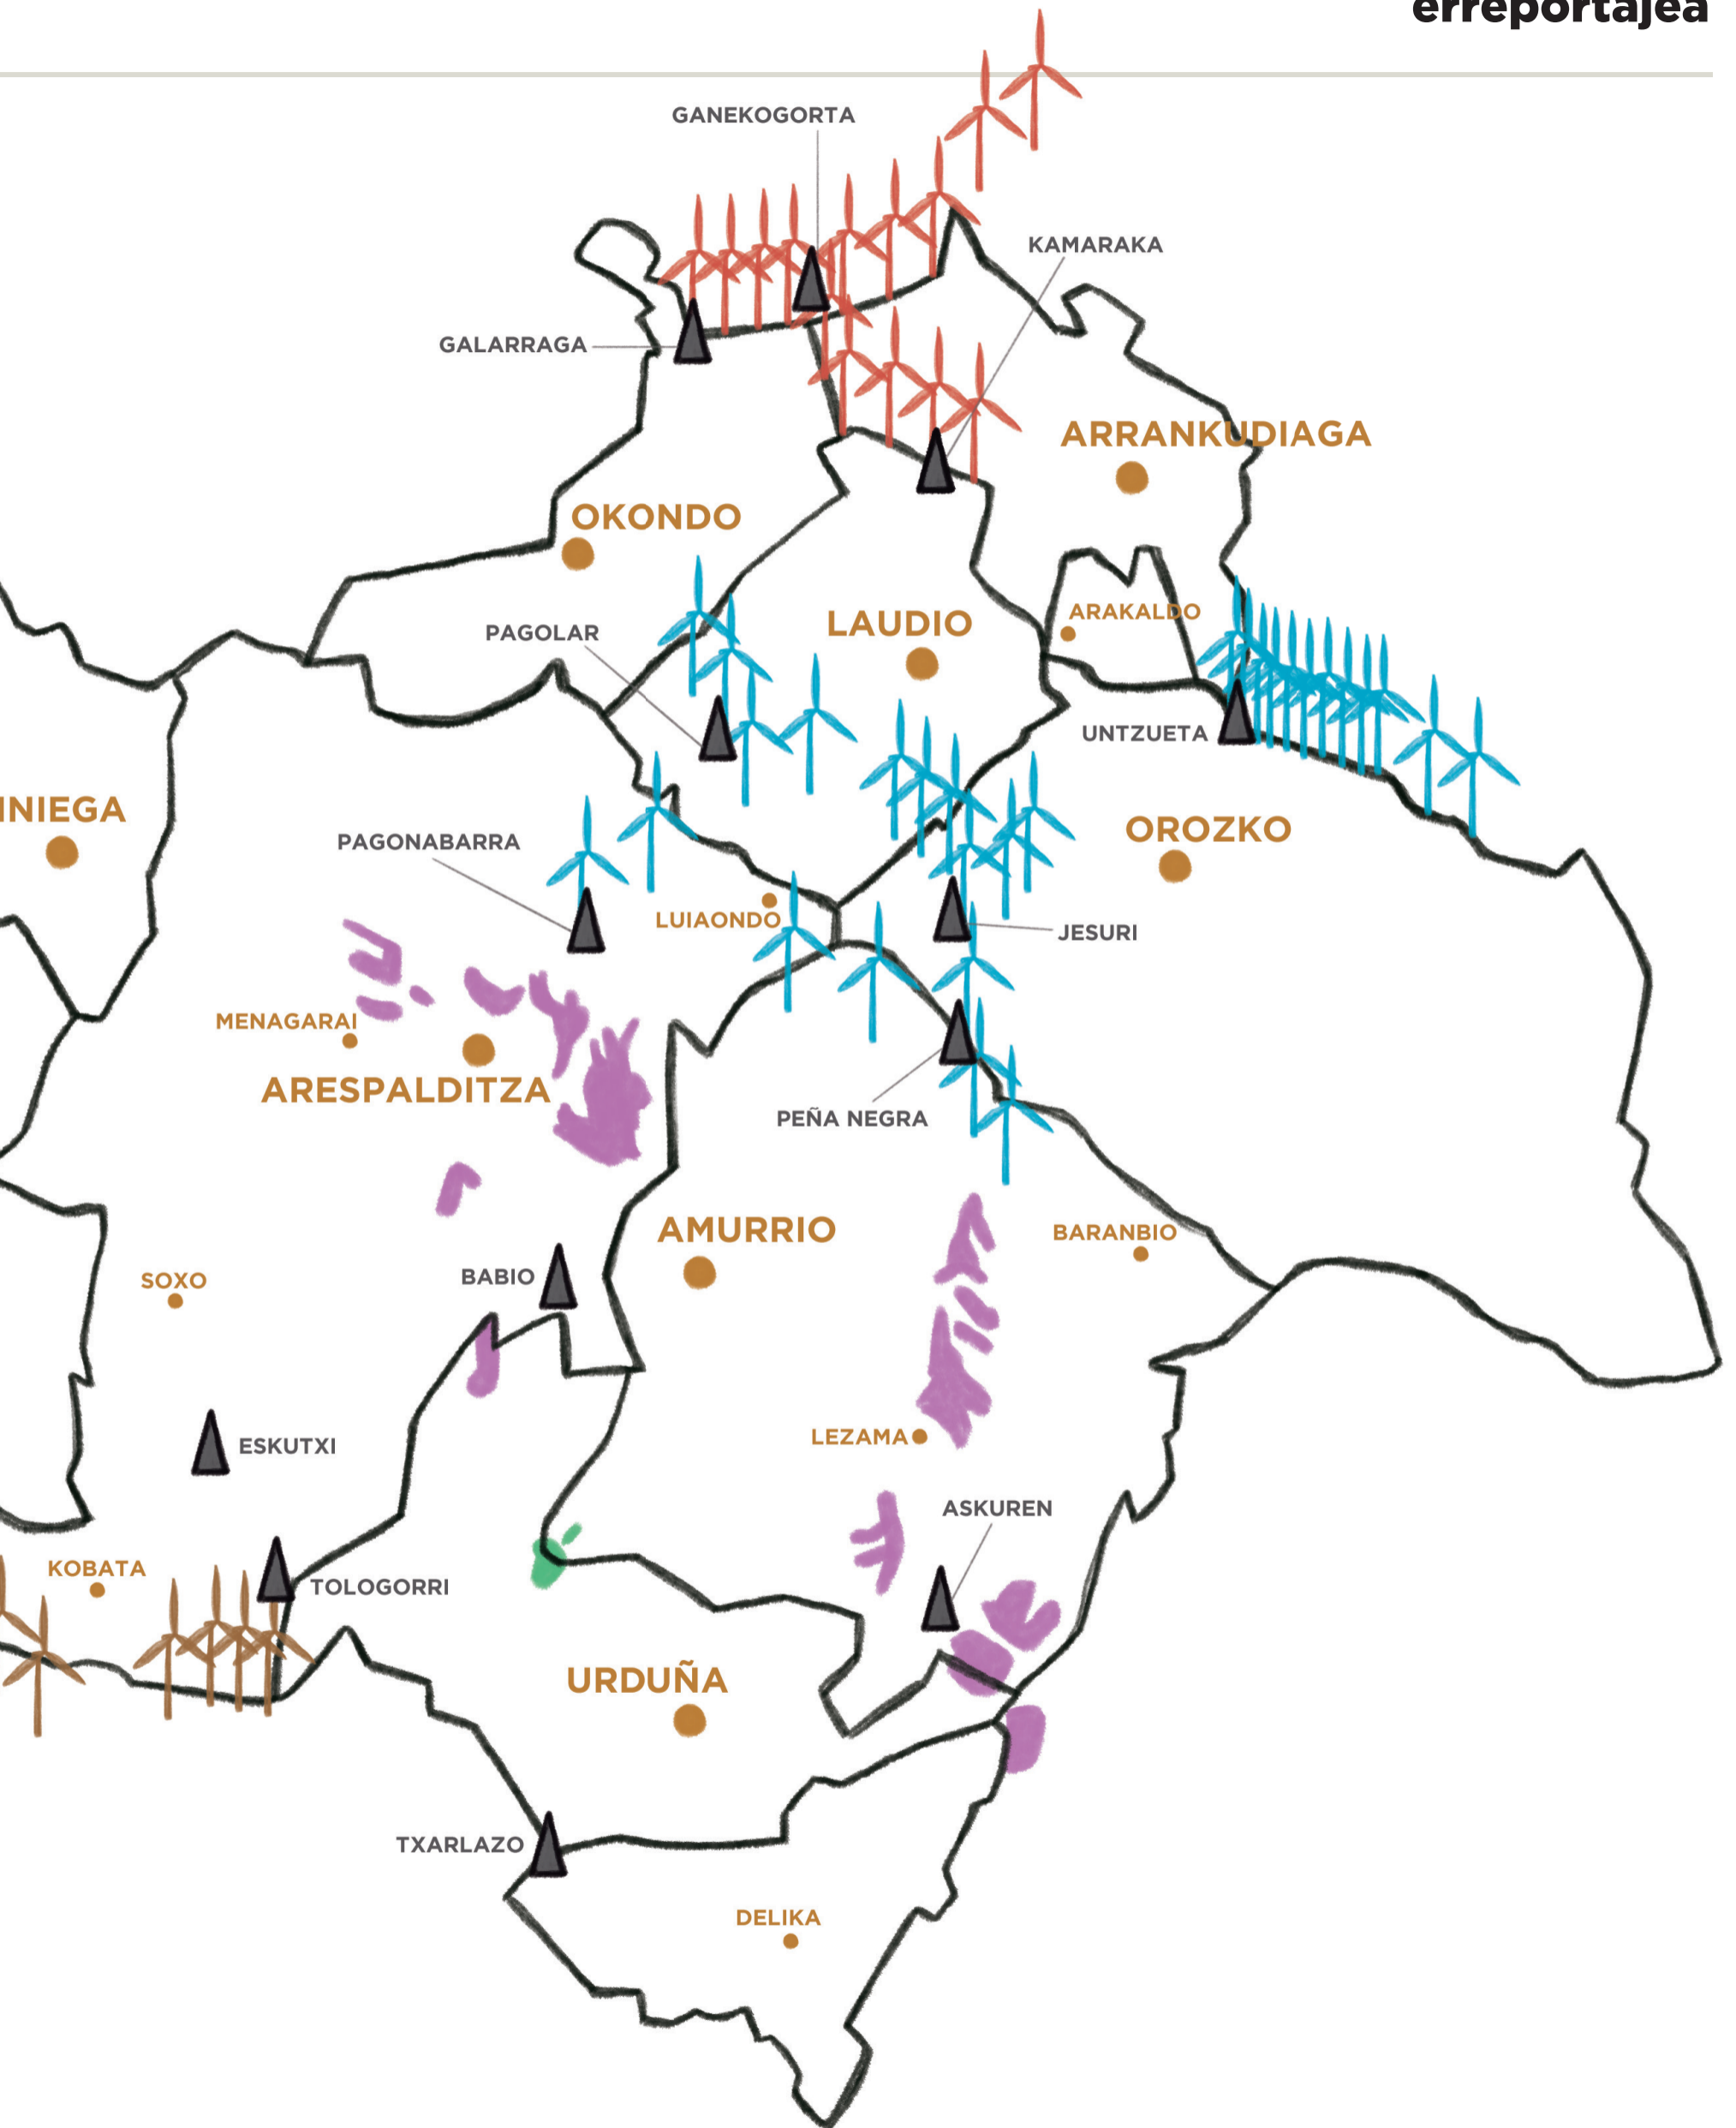 erreportajea
GANEKOGORTA
KAMARAKA
GALARRAGA
ARRANKUDIAGA
OKONDO
ARAKALDO
LAUDIO
PAGOLAR
UNTZUETA
INIEGA
OROZKO
PAGONABARRA
LUIAONDO
JESURI
MENAGARAI
ARESPALDITZA
PEÑA NEGRA
AMURRIO
BARANBIO
SOXO
BABIO
LEZAMA
ESKUTXI
ASKUREN
KOBATA
TOLOGORRI
URDUÑA
TXARLAZO
DELIKA